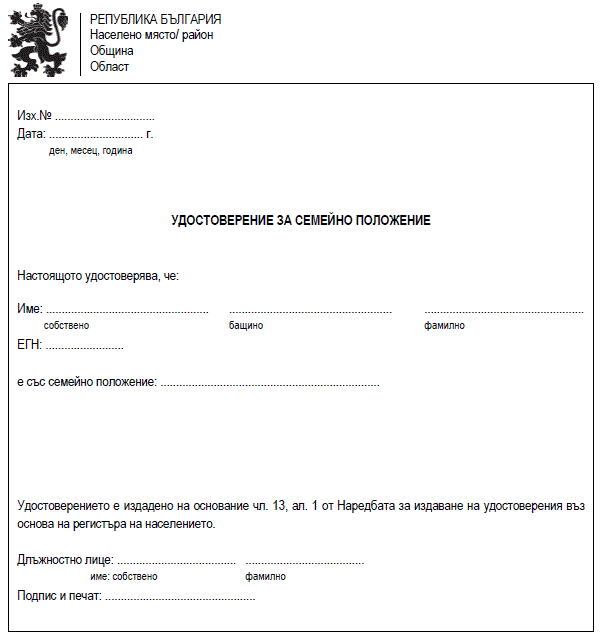 РЕПУБЛИКА БЪЛГАРИЯ
Населено място/ район
Община
Област
Изх.№ ................................
Дата: .............................. г.
ден, месец, година
УДОСТОВЕРЕНИЕ ЗА СЕМЕЙНО ПОЛОЖЕНИЕ
Настоящото удостоверява, че:
Име: .................................................... .................................................... ...................................................
собствено бащино фамилно
ЕГН: .........................
е със семейно положение: ......................................................................
Удостоверението е издадено на основание чл. 13, ал. 1 от Наредбата за издаване на удостоверения въз
основа на регистъра на населението.
Длъжностно лице: ...................................... ......................................
име: собствено фамилно
Подпис и печат: ................................................